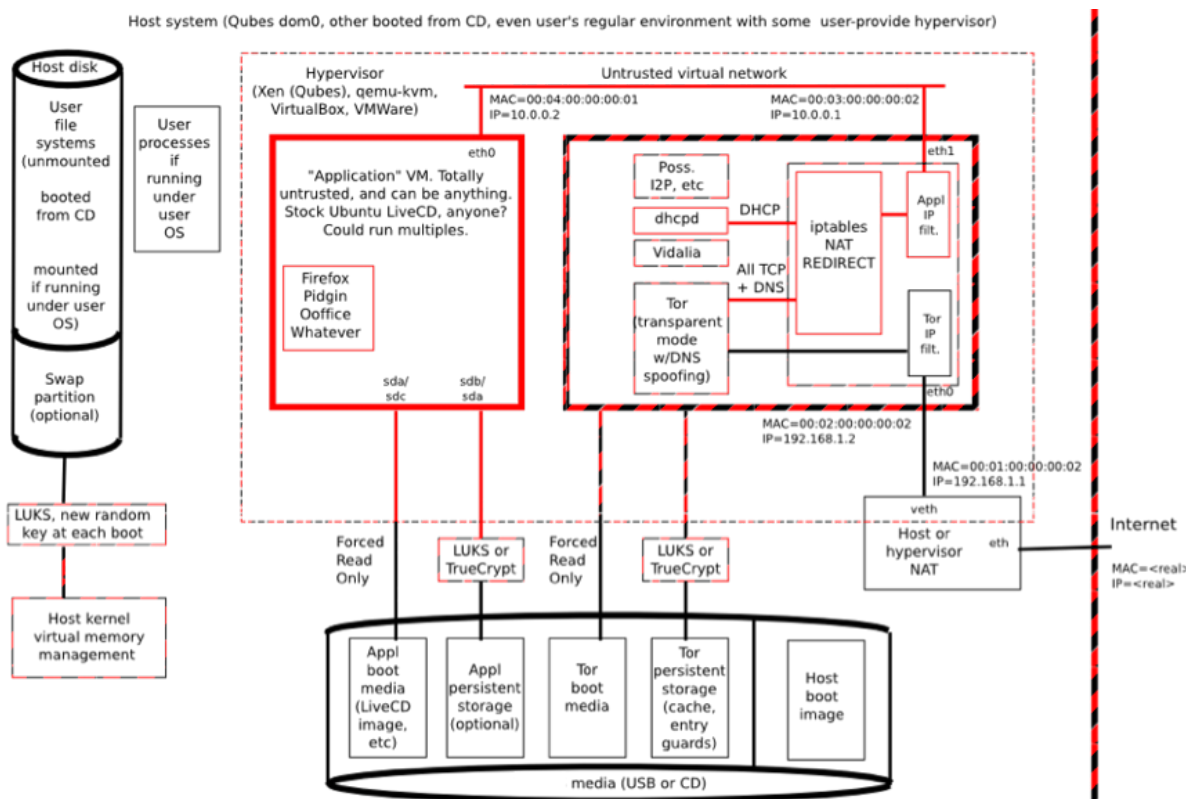 Host system (Qubes dom0, other booted from CD, even user's regular environment with some user-provide hypervisor)
Host disk
User
file
systems
(unmounted
booted
from CD
mounted
if running
under user
OS)
Swap
partition
(optional)
User
processes
if
running
under
user
OS
LUKS, new random
key at each boot
Host kernel
virtual memory
management
Hypervisor
(Xen (Qubes), qemu-kvm,
VirtualBox, VMWare)
Untrusted virtual network
MAC=00:04:00:00:00:01
IP=10.0.0.2
MAC=00:03:00:00:00:02
IP=10.0.0.1
eth0
"Application" VM. Totally
untrusted, and can be anything.
Stock Ubuntu LiveCD, anyone?
Could run multiples.
Firefox
Pidgin
Ooffice
Whatever
sda/
sdc
sdb/
sda
eth1
Poss.
I2P, etc
dhcpd
DHCP
Vidalia
All TCP
+ DNS
Tor
(transparent
mode
w/DNS
spoofing)
iptables
NAT
REDIRECT
Appl
IP
filt.
Tor
IP
filt.
eth0
MAC=00:02:00:00:00:02
IP=192.168.1.2
MAC=00:01:00:00:00:02
IP=192.168.1.1
veth
Host or
hypervisor
NAT
eth
Internet
MAC=<real>
IP=<real>
Forced
Read
Only
LUKS or
TrueCrypt
Forced
Read
Only
LUKS or
TrueCrypt
Appl
boot
media
(LiveCD
image,
etc)
Appl
persistent
storage
(optional)
Tor
boot
media
Tor
persistent
storage
(cache,
entry
guards)
Host
boot
image
media (USB or CD)